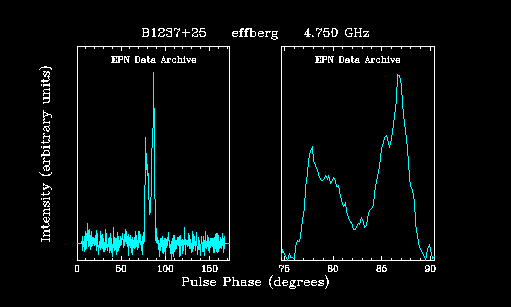 B1237+25 effberg 4.750 GHz
EPN Data Archive
EPN Data Archive
Intensity (arbitrary units)
0 50 100 150
75 80 85 90
Pulse Phase (degrees)